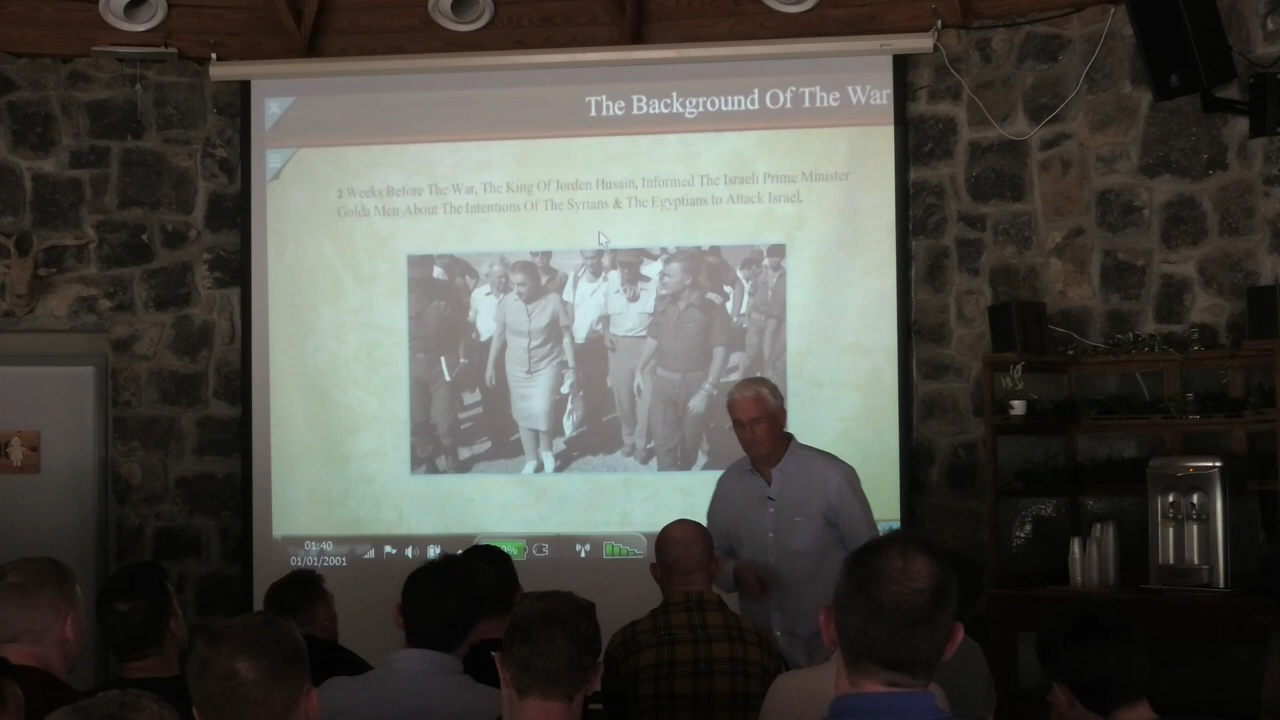 The Background Of The War
2 Weeks Before The War, The King Of Jorden Husain, Informed The Israeli Prime Minister
Golda Meir About The Intentions Of The Syrians & The Egyptians to Attack Israel.
01:40
01/01/2001